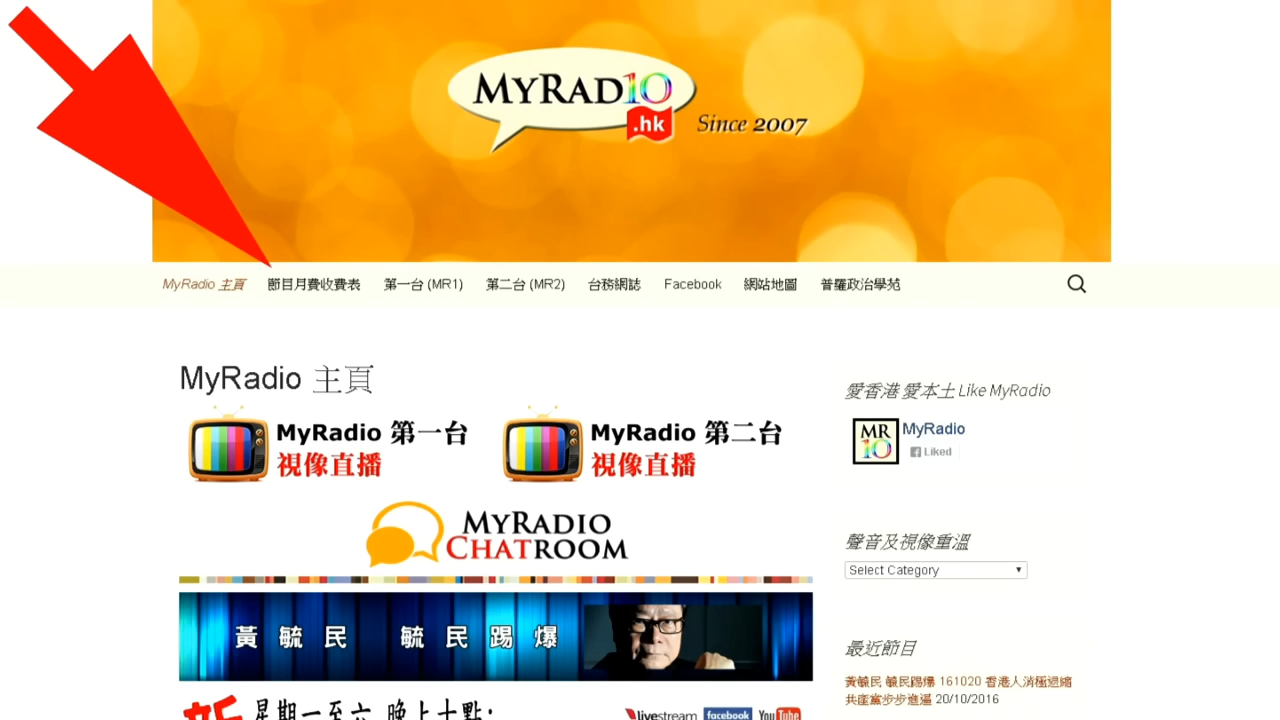 MYRAD10
.hk
Since 2007
MyRadio 主頁 節目月費收費表 第一台 (MR1) 第二台 (MR2) 台務網誌 Facebook 網站地圖 普羅政治學苑
MyRadio 主頁
MyRadio 第一台
視像直播
MyRadio 第二台
視像直播
MYRADIO
CHATROOM
黃毓民 毓民踢爆
新 星期一至六 晚上十點:
livestream facebook YouTube
愛香港 愛本土 Like MyRadio
MR
10
MyRadio
Liked
聲音及視像重溫
Select Category
最近節目
黃毓民 毓民踢爆 161020 香港人消極退縮
共產黨步步進逼 20/10/2016